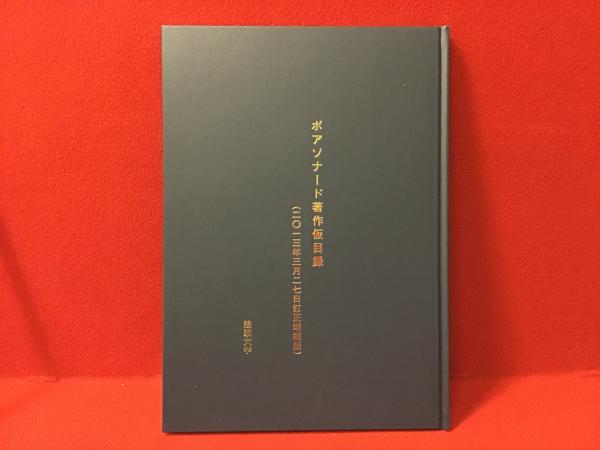 ボアソナード著作仮目録
(二〇一三年三月二七日訂正増補版)
法政大学